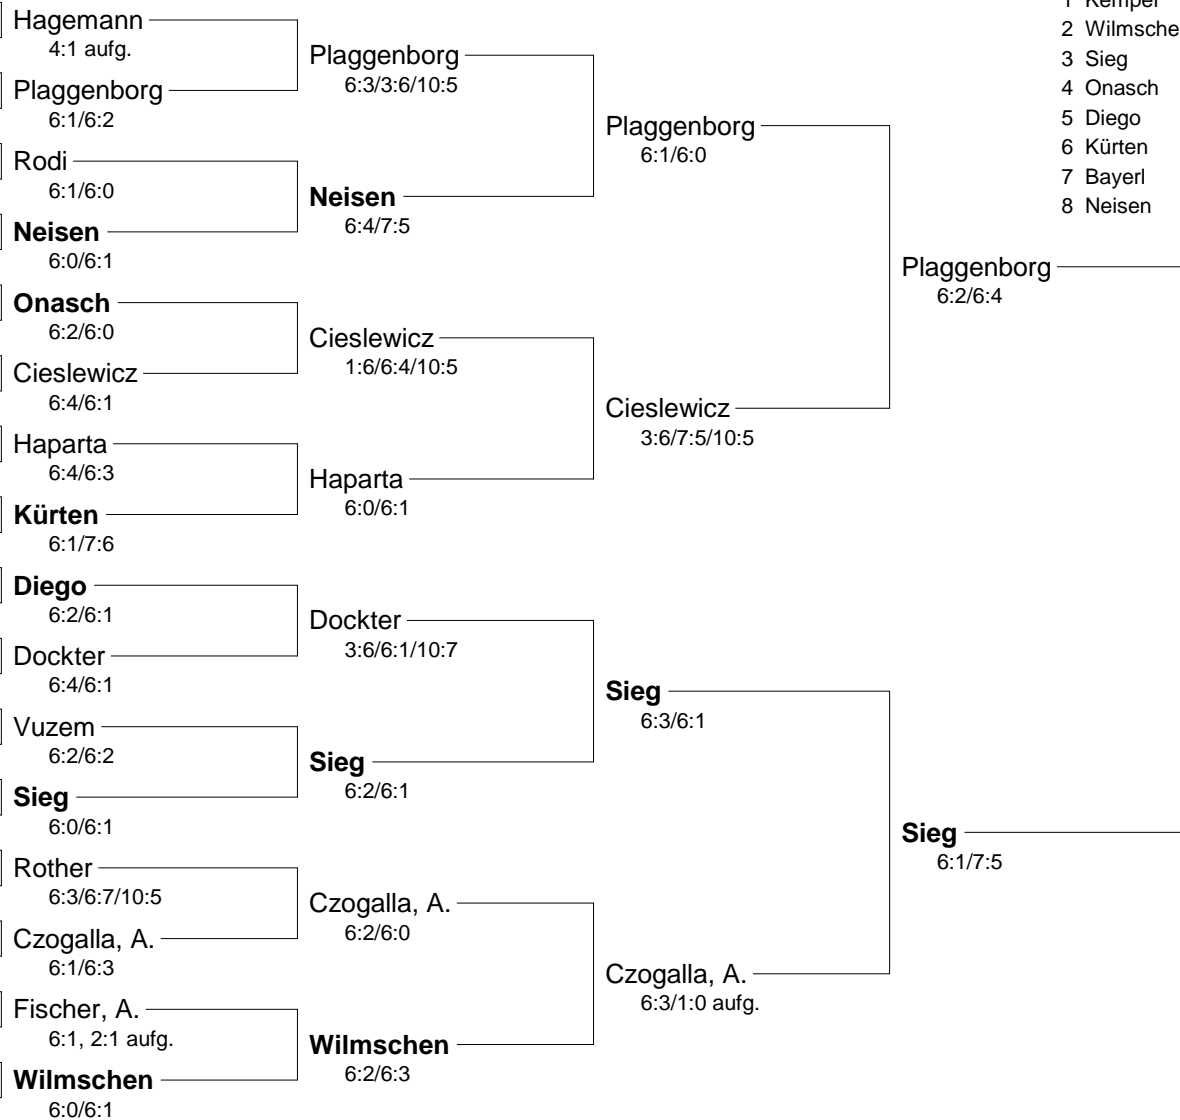 Hagemann
4:1 aufg.
Plaggenborg
6:1/6:2
Rodi
6:1/6:0
Neisen
6:0/6:1
Onasch
6:2/6:0
Cieslewicz
6:4/6:1
Haparta
6:4/6:3
Kürten
6:1/7:6
Diego
6:2/6:1
Dockter
6:4/6:1
Vuzem
6:2/6:2
Sieg
6:0/6:1
Rother
6:3/6:7/10:5
Czogalla, A.
6:1/6:3
Fischer, A.
6:1, 2:1 aufg.
Wilmschen
6:0/6:1
Plaggenborg
6:3/3:6/10:5
Neisen
6:4/7:5
Cieslewicz
1:6/6:4/10:5
Haparta
6:0/6:1
Dockter
3:6/6:1/10:7
Sieg
6:2/6:1
Czogalla, A.
6:2/6:0
Wilmschen
6:2/6:3
Plaggenborg
6:1/6:0
Cieslewicz
3:6/7:5/10:5
Sieg
6:3/6:1
Czogalla, A.
6:3/1:0 aufg.
Plaggenborg
6:2/6:4
Sieg
6:1/7:5
1 Kemper
2 Wilmsche
3 Sieg
4 Onasch
5 Diego
6 Kürten
7 Bayerl
8 Neisen